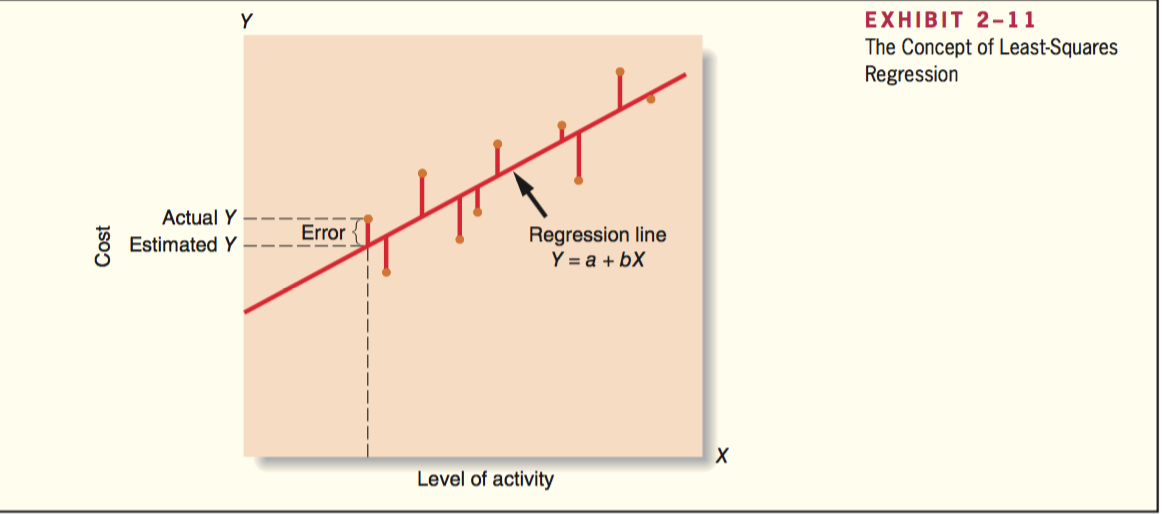 EXHIBIT 2–11
The Concept of Least-Squares
Regression
Y
Actual Y
Estimated Y
Error
Cost
Regression line
Y = a + bX
X
Level of activity